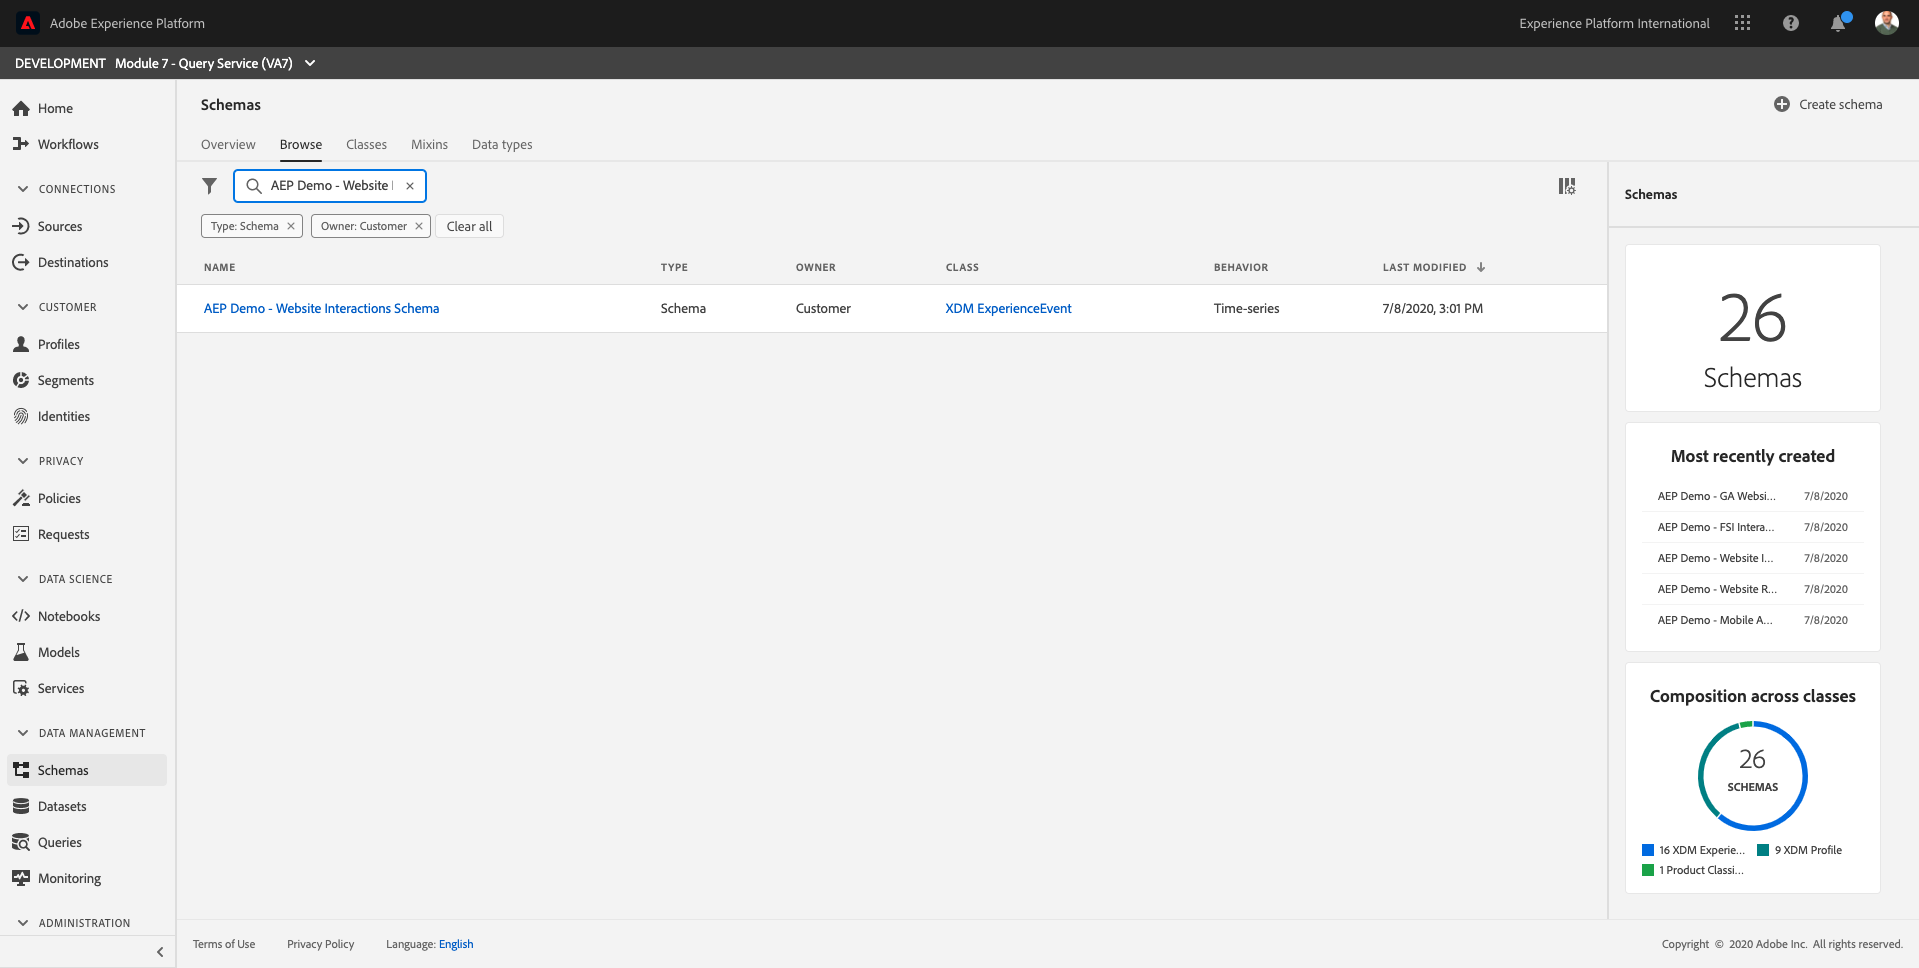 Adobe Experience Platform
Experience Platform International
DEVELOPMENT Module 7 - Query Service (VA7)
Home
Workflows
CONNECTIONS
Sources
Destinations
CUSTOMER
Profiles
Segments
Identities
PRIVACY
Policies
Requests
DATA SCIENCE
Notebooks
Models
Services
DATA MANAGEMENT
Schemas
Datasets
Queries
Monitoring
ADMINISTRATION
Schemas
Create schema
Overview Browse Classes Mixins Data types
AEP Demo - Website
Type: Schema Owner: Customer Clear all
NAME TYPE OWNER CLASS BEHAVIOR LAST MODIFIED
AEP Demo - Website Interactions Schema Schema Customer XDM ExperienceEvent Time-series 7/8/2020, 3:01 PM
Schemas
26
Schemas
Most recently created
AEP Demo - GA Websi... 7/8/2020
AEP Demo - FSI Intera... 7/8/2020
AEP Demo - Website I... 7/8/2020
AEP Demo - Website R... 7/8/2020
AEP Demo - Mobile A... 7/8/2020
Composition across classes
26
SCHEMAS
16 XDM Experie... 9 XDM Profile
1 Product Classi...
Terms of Use Privacy Policy Language: English
Copyright © 2020 Adobe Inc. All rights reserved.